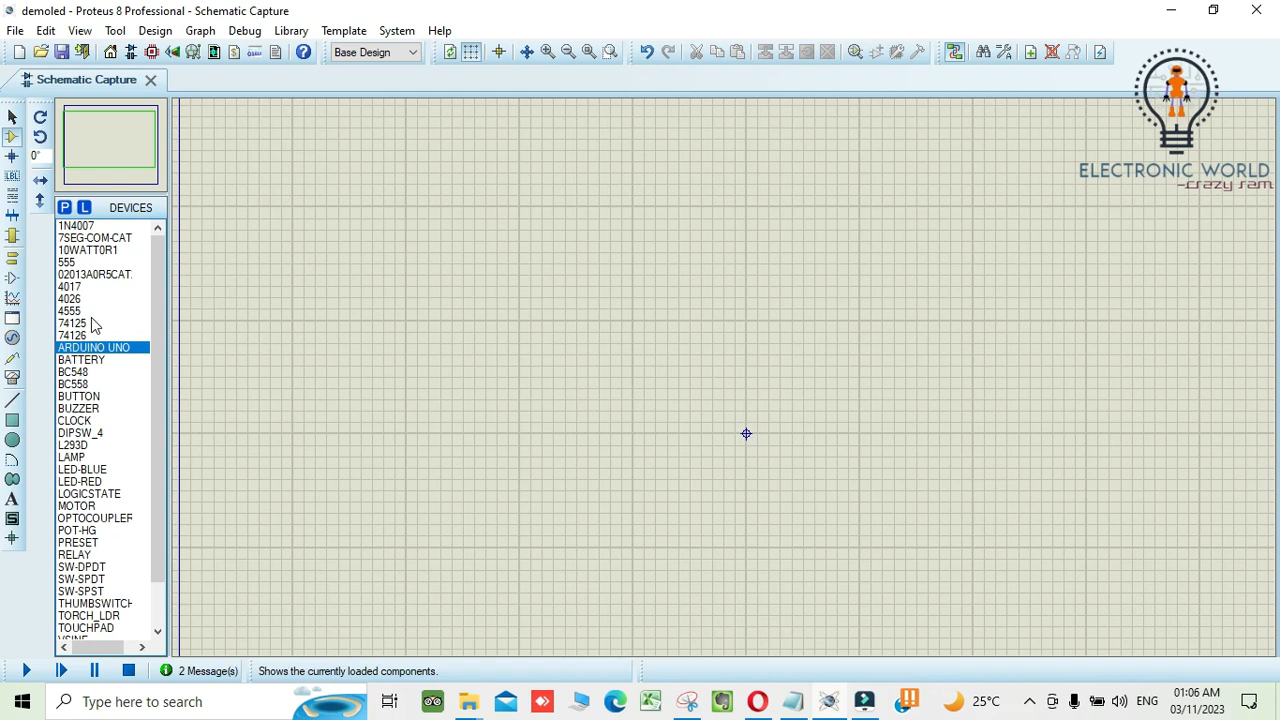 demoled - Proteus 8 Professional - Schematic Capture
File Edit View Tool Design Graph Debug Library Template System Help
Base Design
Schematic Capture
ELECTRONIC WORLD
-crazy ram
0°
LBL
P L DEVICES
1N4007
7SEG-COM-CAT
10WATT0R1
555
02013A0R5CAT
4017
4026
4555
74125
74126
ARDUINO UNO
BATTERY
BC548
BC558
BUTTON
BUZZER
CLOCK
DIPSW_4
L293D
LAMP
LED-BLUE
LED-RED
LOGICSTATE
MOTOR
OPTOCOUPLER
POT-HG
PRESET
RELAY
SW-DPDT
SW-SPDT
SW-SPST
THUMBSWITCH
TORCH_LDR
TOUCHPAD
VSINE
A
S
2 Message(s)
Shows the currently loaded components.
Type here to search
25°C
ENG
01:06 AM
03/11/2023